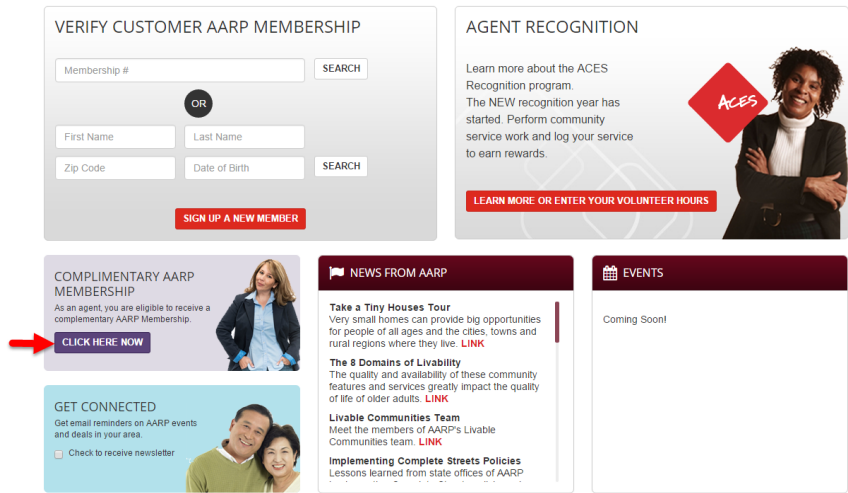 VERIFY CUSTOMER AARP MEMBERSHIP
Membership #
SEARCH
OR
First Name
Last Name
Zip Code
Date of Birth
SEARCH
SIGN UP A NEW MEMBER
AGENT RECOGNITION
Learn more about the ACES
Recognition program.
The NEW recognition year has
started. Perform community
service work and log your service
to earn rewards.
ACES
LEARN MORE OR ENTER YOUR VOLUNTEER HOURS
COMPLIMENTARY AARP
MEMBERSHIP
As an agent, you are eligible to receive a
complementary AARP Membership.
CLICK HERE NOW
GET CONNECTED
Get email reminders on AARP events
and deals in your area.
Check to receive newsletter
NEWS FROM AARP
Take a Tiny Houses Tour
Very small homes can provide big opportunities
for people of all ages and the cities, towns and
rural regions where they live. LINK
The 8 Domains of Livability
The quality and availability of these community
features and services greatly impact the quality
of life of older adults. LINK
Livable Communities Team
Meet the members of AARP's Livable
Communities team. LINK
Implementing Complete Streets Policies
Lessons learned from state offices of AARP
EVENTS
Coming Soon!